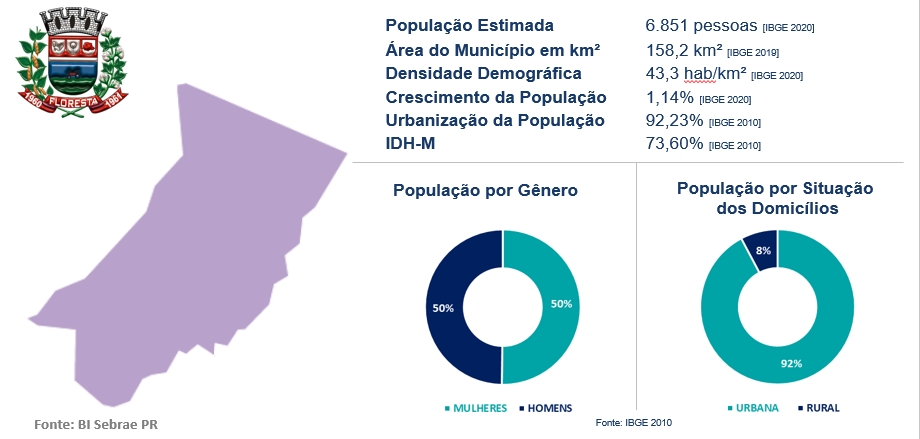 População Estimada 6.851 pessoas [IBGE 2020]
Área do Município em km² 158,2 km² [IBGE 2019]
Densidade Demográfica 43,3 hab/km² [IBGE 2020]
Crescimento da População 1,14% [IBGE 2020]
Urbanização da População 92,23% [IBGE 2010]
IDH-M 73,60% [IBGE 2010]
1960 FLORESTA 1961
População por Gênero
50%
50%
MULHERES HOMENS
População por Situação
dos Domicílios
8%
92%
URBANA RURAL
Fonte: BI Sebrae PR
Fonte: IBGE 2010